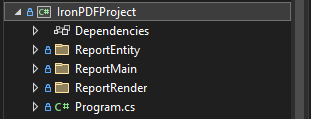 C# IronPDFProject
Dependencies
ReportEntity
ReportMain
ReportRender
C# Program.cs